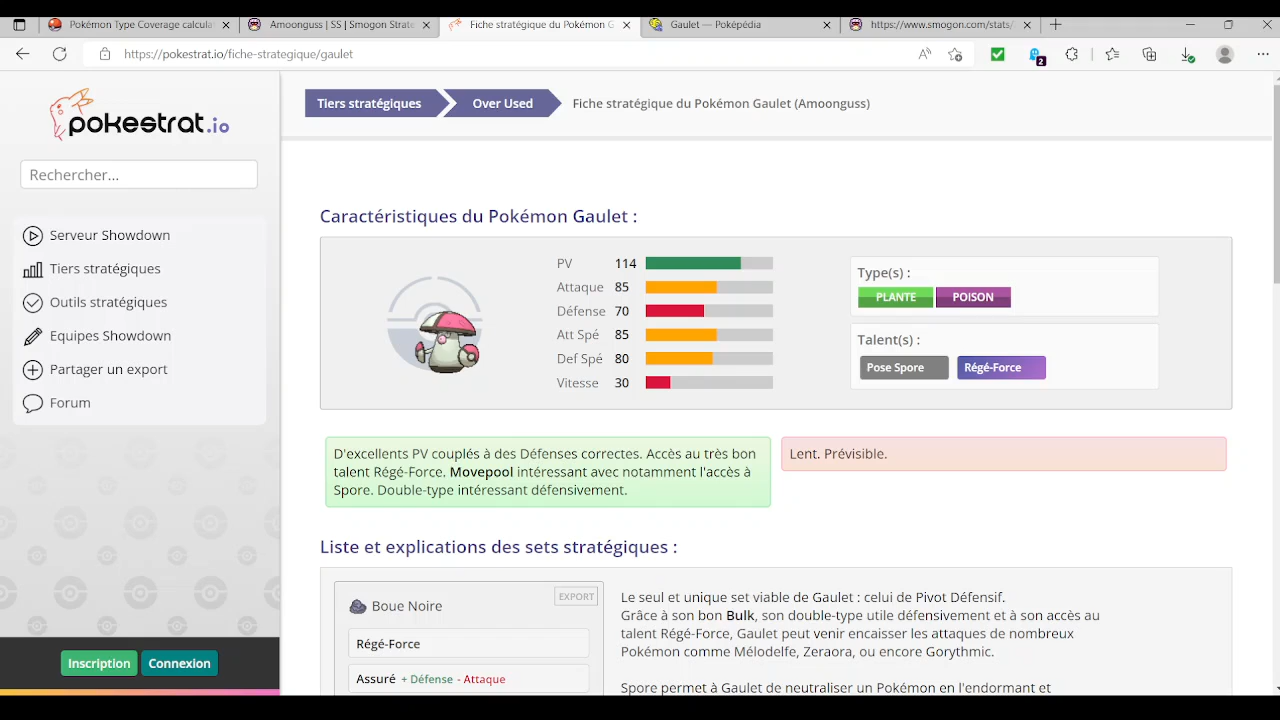 Pokémon Type Coverage calcula
Amoonguss | SS | Smogon Strat
Fiche stratégique du Pokémon G
Gaulet — Poképédia
https://www.smogon.com/stats/
https://pokestrat.io/fiche-strategique/gaulet
2
pokestrat.io
Rechercher...
Serveur Showdown
Tiers stratégiques
Outils stratégiques
Equipes Showdown
Partager un export
Forum
Inscription
Connexion
Tiers stratégiques
Over Used
Fiche stratégique du Pokémon Gaulet (Amoonguss)
Caractéristiques du Pokémon Gaulet :
PV 114
Attaque 85
Défense 70
Att Spé 85
Def Spé 80
Vitesse 30
Type(s) :
PLANTE POISON
Talent(s) :
Pose Spore Régé-Force
D'excellents PV couplés à des Défenses correctes. Accès au très bon
talent Régé-Force. Movepool intéressant avec notamment l'accès à
Spore. Double-type intéressant défensivement.
Lent. Prévisible.
Liste et explications des sets stratégiques :
Boue Noire
EXPORT
Régé-Force
Assuré + Défense - Attaque
Le seul et unique set viable de Gaulet : celui de Pivot Défensif.
Grâce à son bon Bulk, son double-type utile défensivement et à son accès au
talent Régé-Force, Gaulet peut venir encaisser les attaques de nombreux
Pokémon comme Mélodelfe, Zeraora, ou encore Gorythmic.
Spore permet à Gaulet de neutraliser un Pokémon en l'endormant et